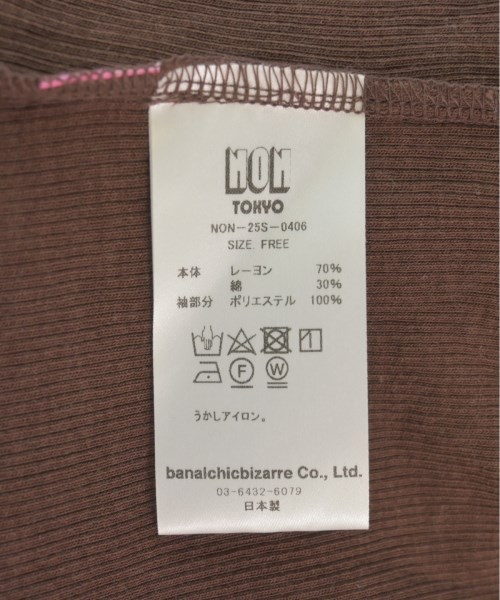 NON
TOKYO
NON-25S-0406
SIZE. FREE
本体 レーヨン 70%
綿 30%
袖部分 ポリエステル 100%
F W
うかしアイロン。
banalchicbizarre Co., Ltd.
03-6432-6079
日本製